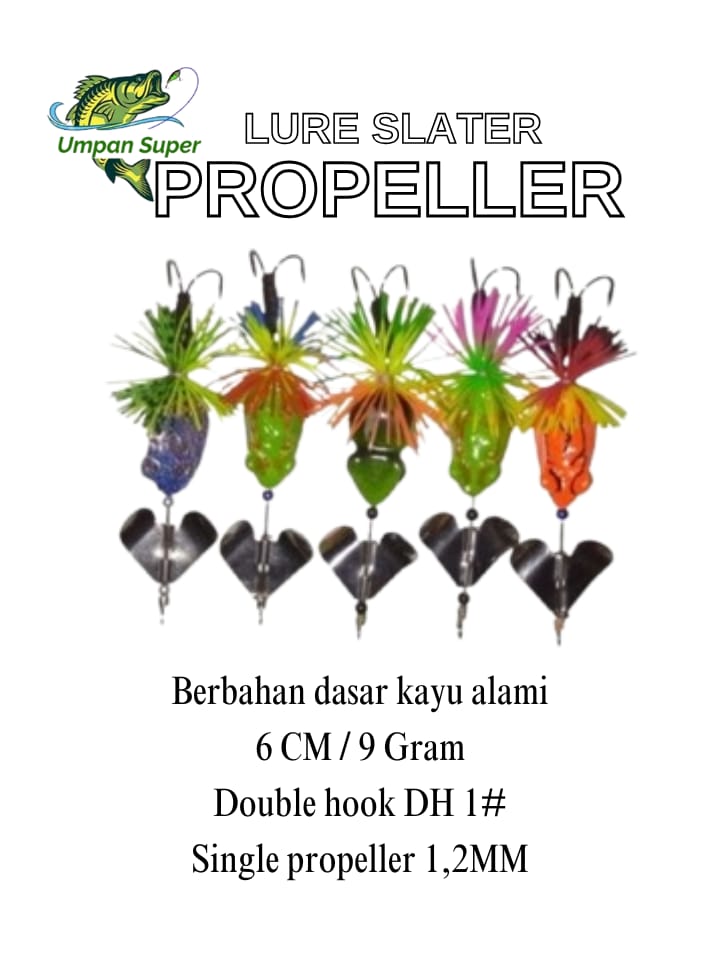 Umpan Super
LURE SLATER
PROPELLER
Berbahan dasar kayu alami
6 CM / 9 Gram
Double hook DH 1#
Single propeller 1,2MM